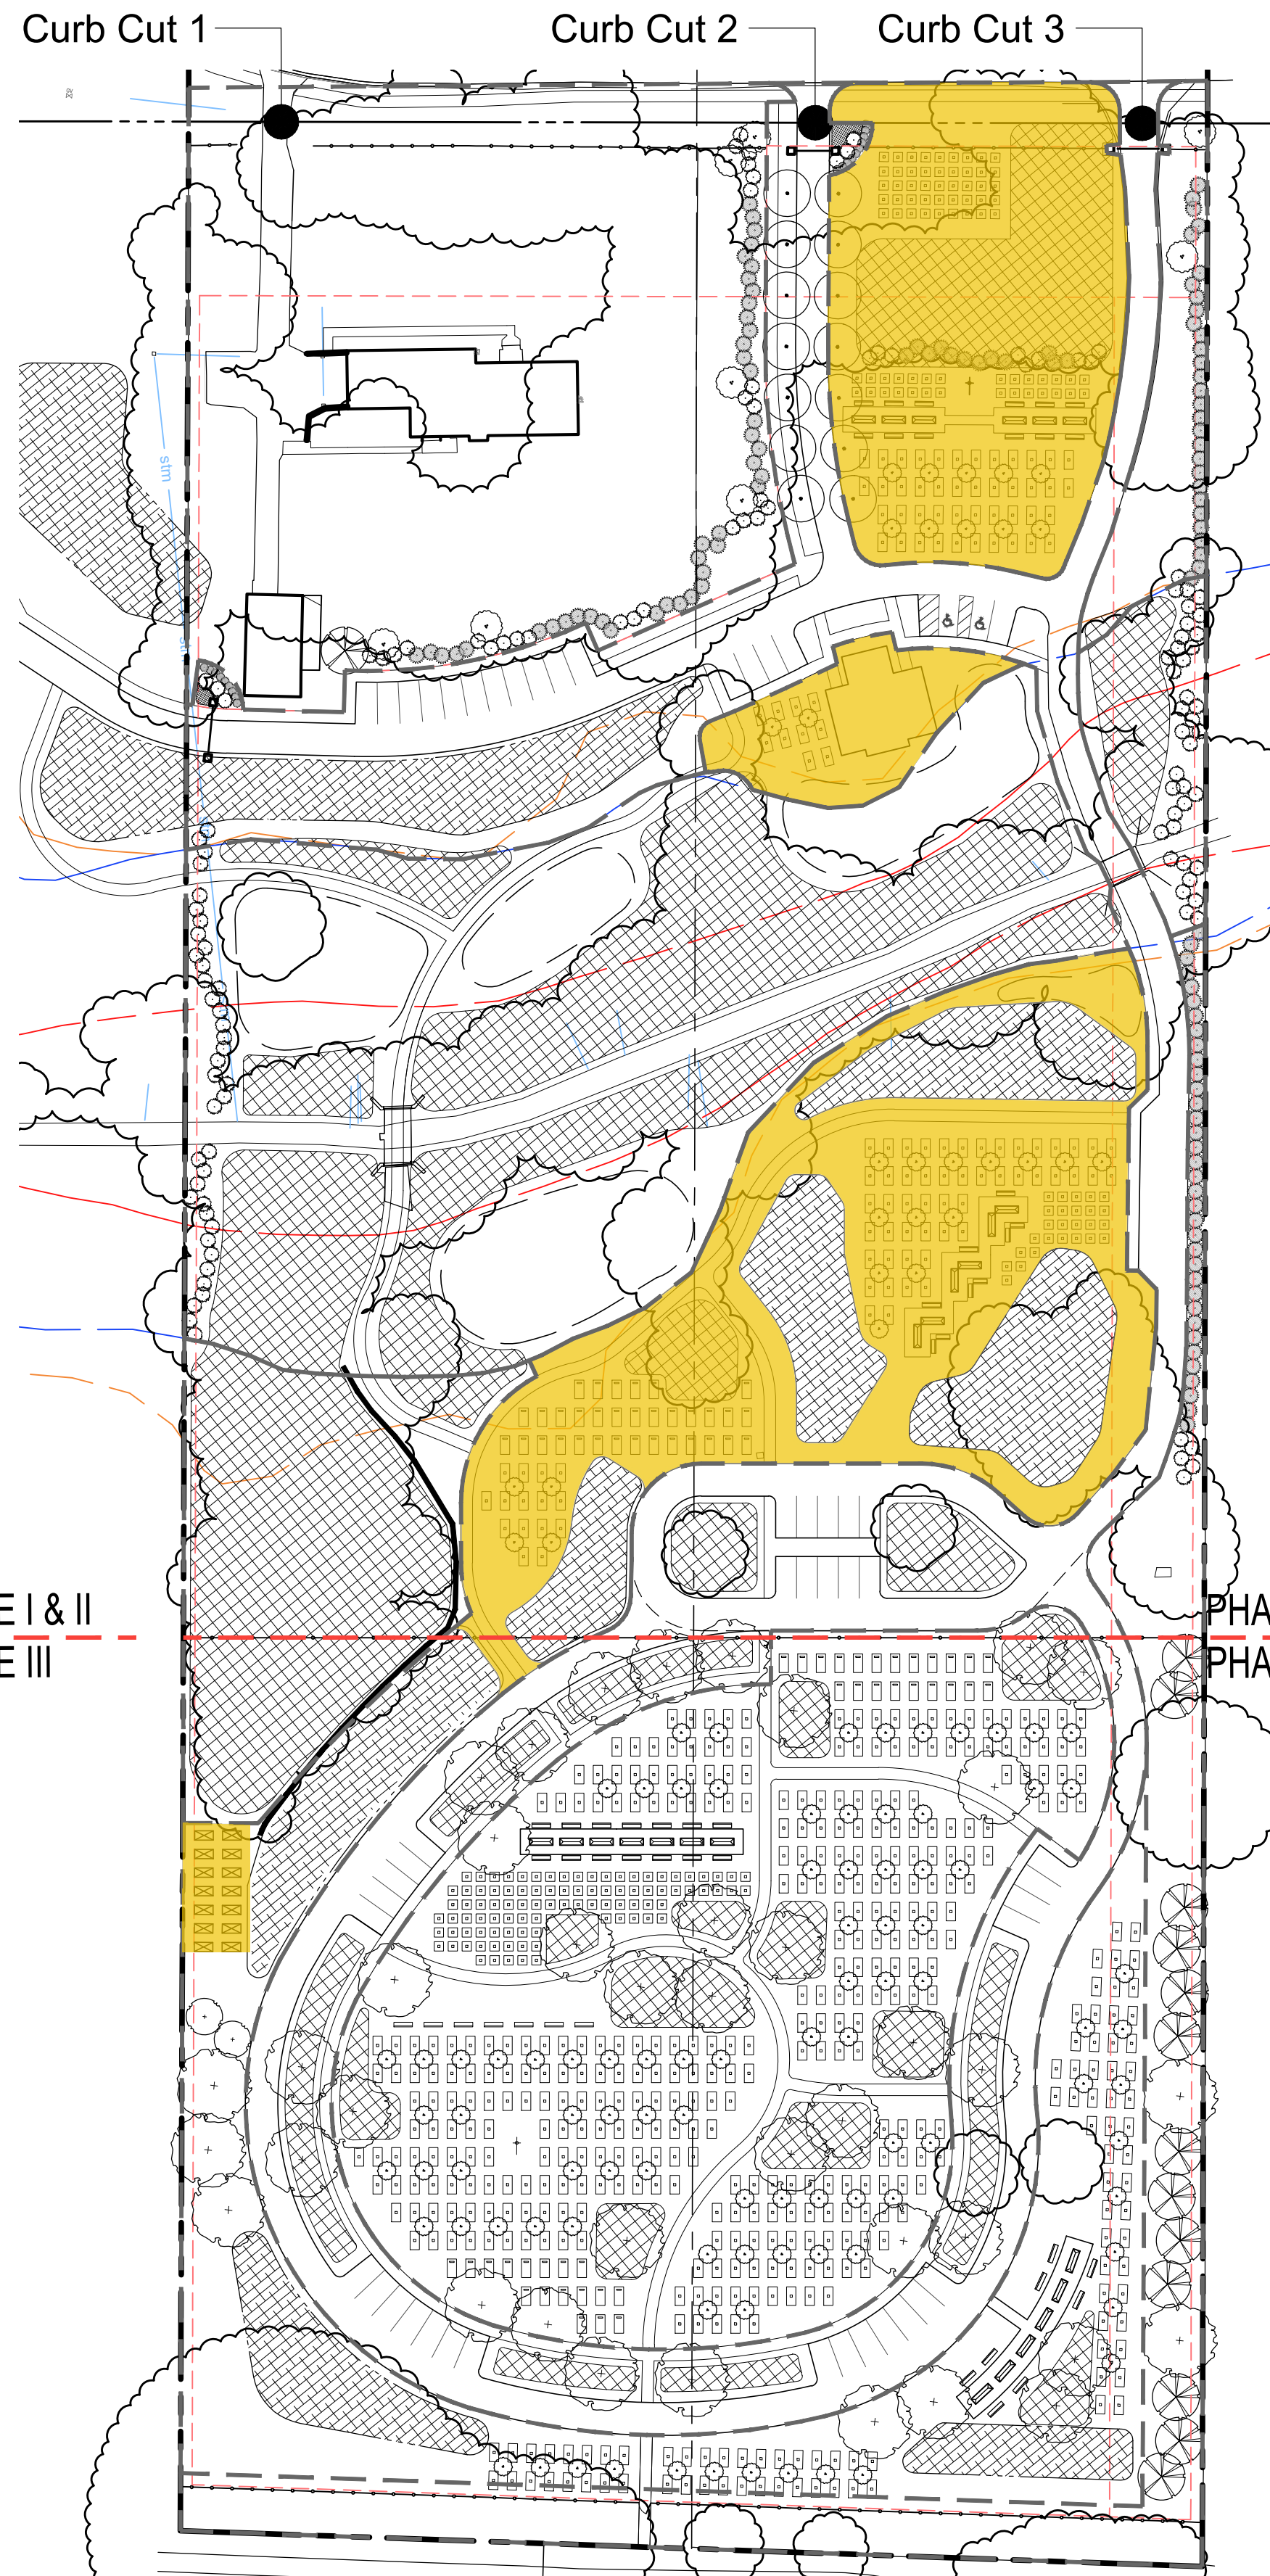 Curb Cut 1
Curb Cut 2
Curb Cut 3
stm
E I & II
PHA
E III
PHA